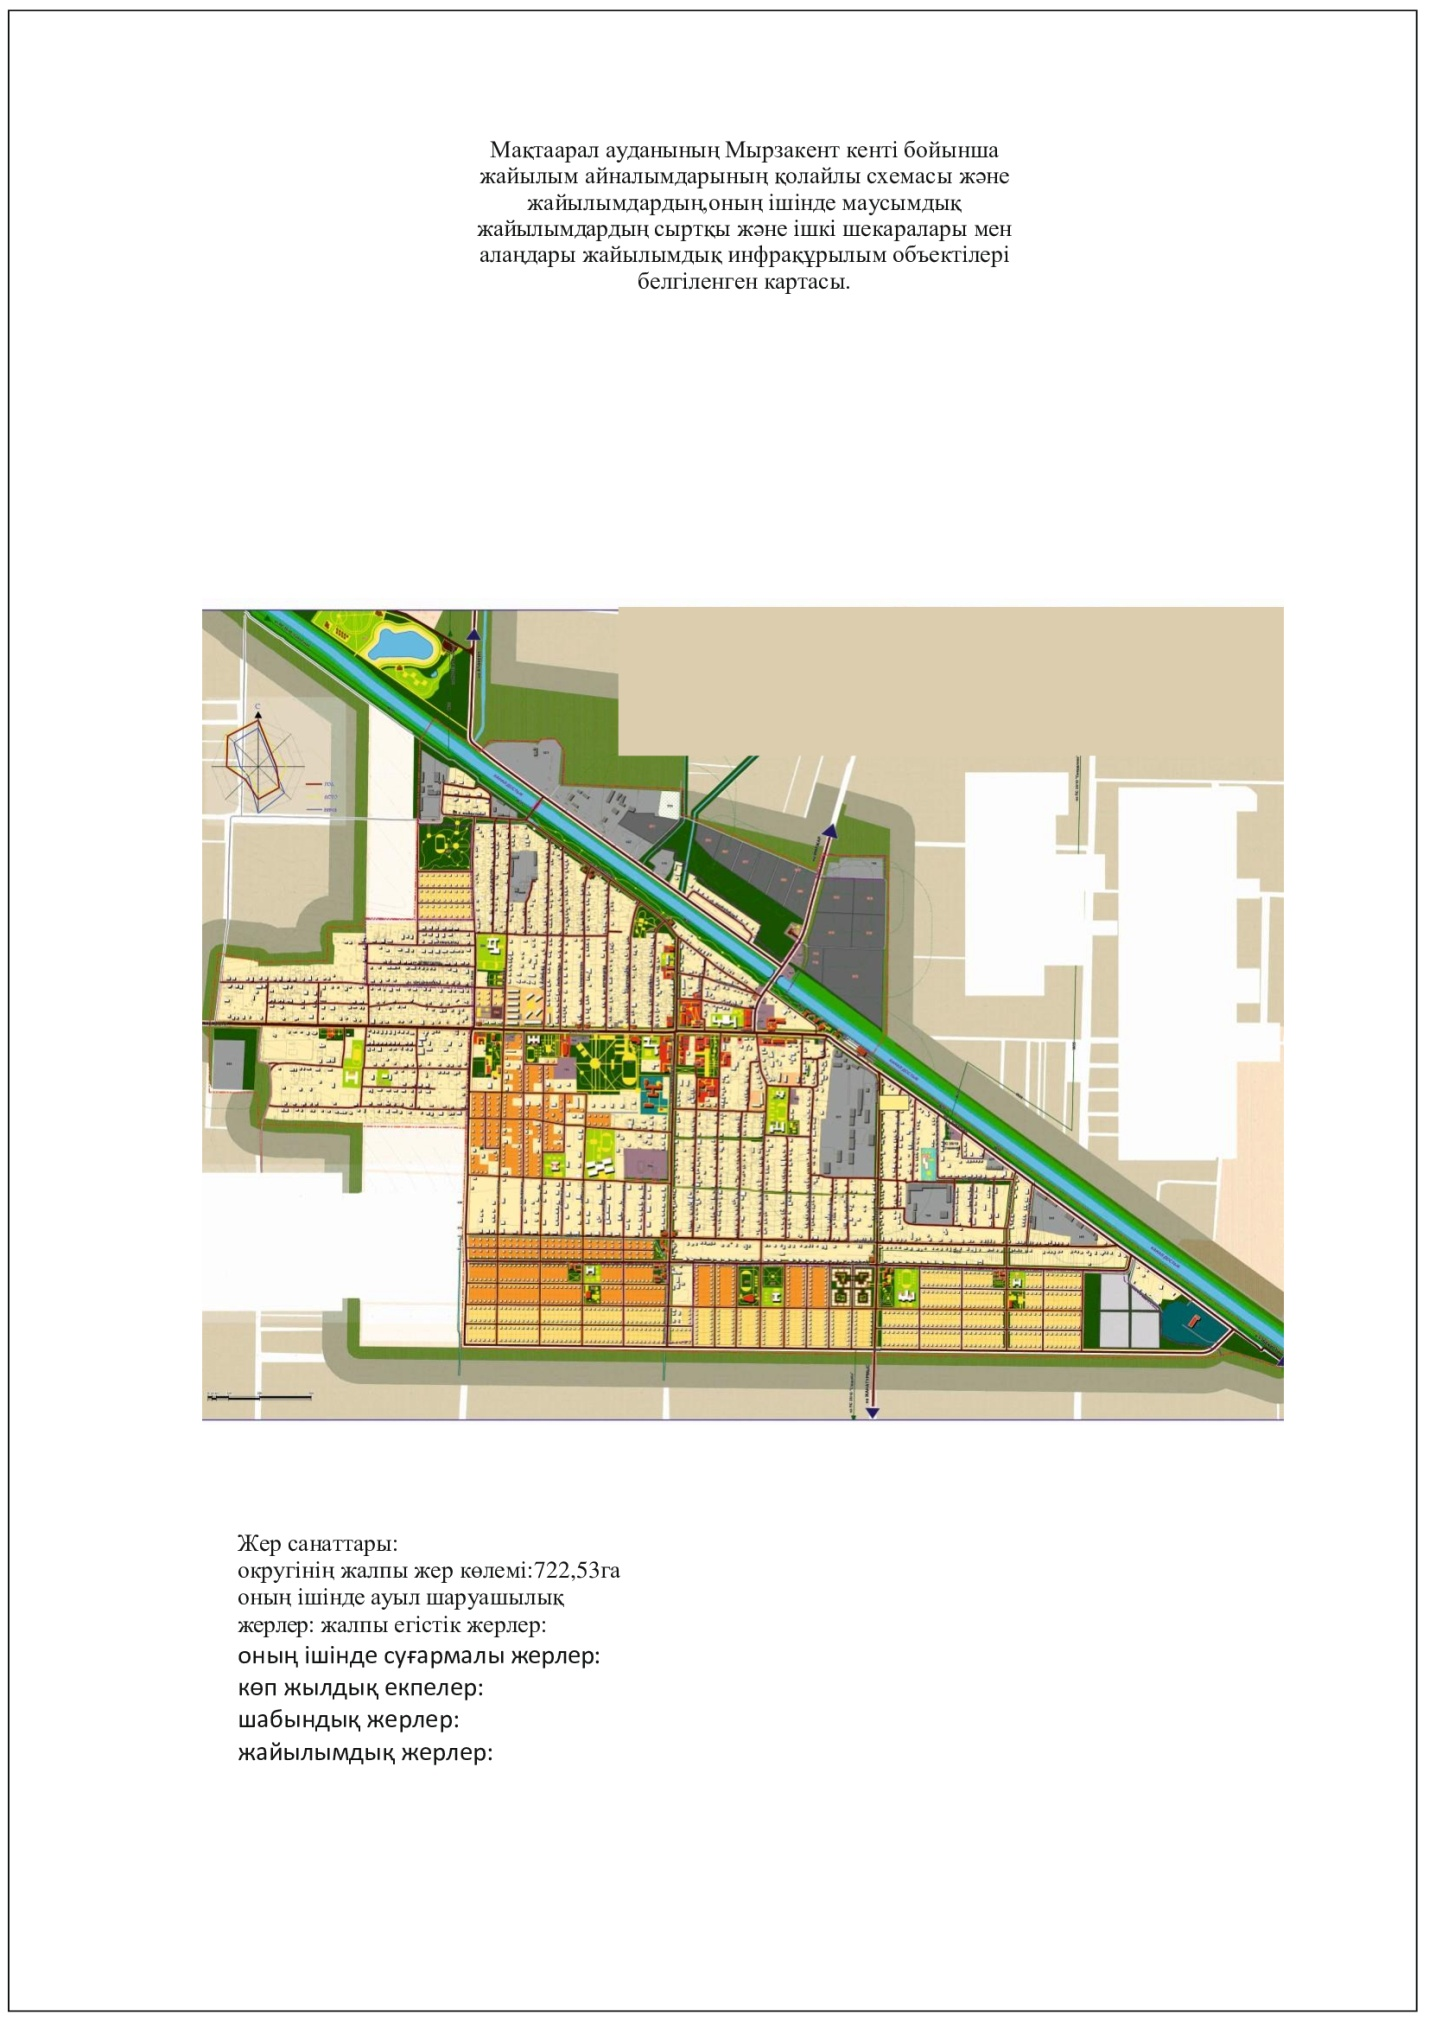 Мақтаарал ауданының Мырзакент кенті бойынша
жайылым айналымдарының қолайлы схемасы және
жайылымдардың,оның ішінде маусымдық
жайылымдардың сыртқы және ішкі шекаралары мен
алаңдары жайылымдық инфрақұрылым объектілері
белгіленген картасы.
С
Жер санаттары:
округінің жалпы жер көлемі:722,53га
оның ішінде ауыл шаруашылық
жерлер: жалпы егістік жерлер:
оның ішінде суғармалы жерлер:
көп жылдық екпелер:
шабындық жерлер:
жайылымдық жерлер: